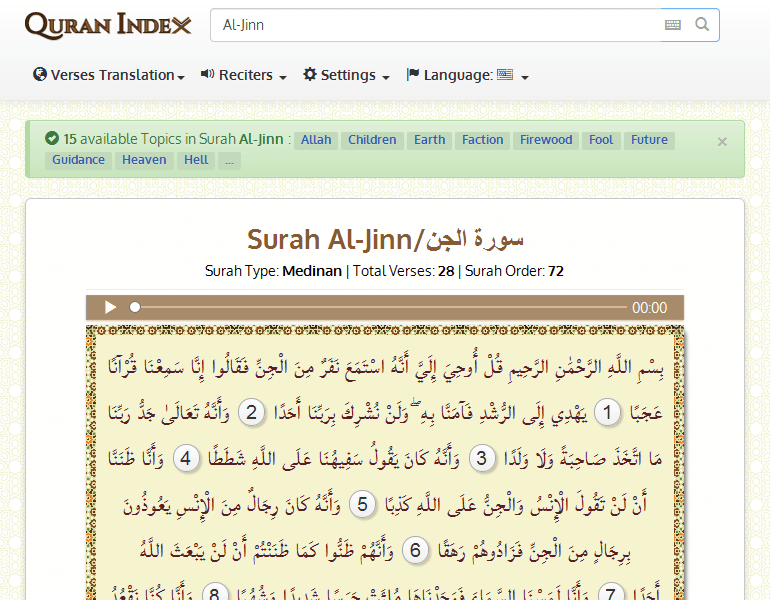 QURAN INDEX
Al-Jinn
Verses Translation Reciters Settings Language:
15 available Topics in Surah Al-Jinn : Allah Children Earth Faction Firewood Fool Future ×
Guidance Heaven Hell ...
Surah Al-Jinn/سورة الجن
Surah Type: Medinan | Total Verses: 28 | Surah Order: 72
00:00
بِسْمِ اللَّهِ الرَّحْمَٰنِ الرَّحِيمِ قُلْ أُوحِيَ إِلَيَّ أَنَّهُ اسْتَمَعَ نَفَرٌ مِنَ الْجِنِّ فَقَالُوا إِنَّا سَمِعْنَا قُرْآنًا
عَجَبًا 1 يَهْدِي إِلَى الرُّشْدِ فَآمَنَّا بِهِ ۖ وَلَنْ نُشْرِكَ بِرَبِّنَا أَحَدًا 2 وَأَنَّهُ تَعَالَىٰ جَدُّ رَبِّنَا
مَا اتَّخَذَ صَاحِبَةً وَلَا وَلَدًا 3 وَأَنَّهُ كَانَ يَقُولُ سَفِيهُنَا عَلَى اللَّهِ شَطَطًا 4 وَأَنَّا ظَنَنَّا
أَنْ لَنْ تَقُولَ الْإِنْسُ وَالْجِنُّ عَلَى اللَّهِ كَذِبًا 5 وَأَنَّهُ كَانَ رِجَالٌ مِنَ الْإِنْسِ يَعُوذُونَ
بِرِجَالٍ مِنَ الْجِنِّ فَزَادُوهُمْ رَهَقًا 6 وَأَنَّهُمْ ظَنُّوا كَمَا ظَنَنْتُمْ أَنْ لَنْ يَبْعَثَ اللَّهُ
أَحَدًا 7 وَأَنَّا لَمَسْنَا السَّمَاءَ فَوَجَدْنَاهَا مُلِئَتْ حَرَسًا شَدِيدًا وَشُهُبًا 8 وَأَنَّا كُنَّا نَقْعُدُ